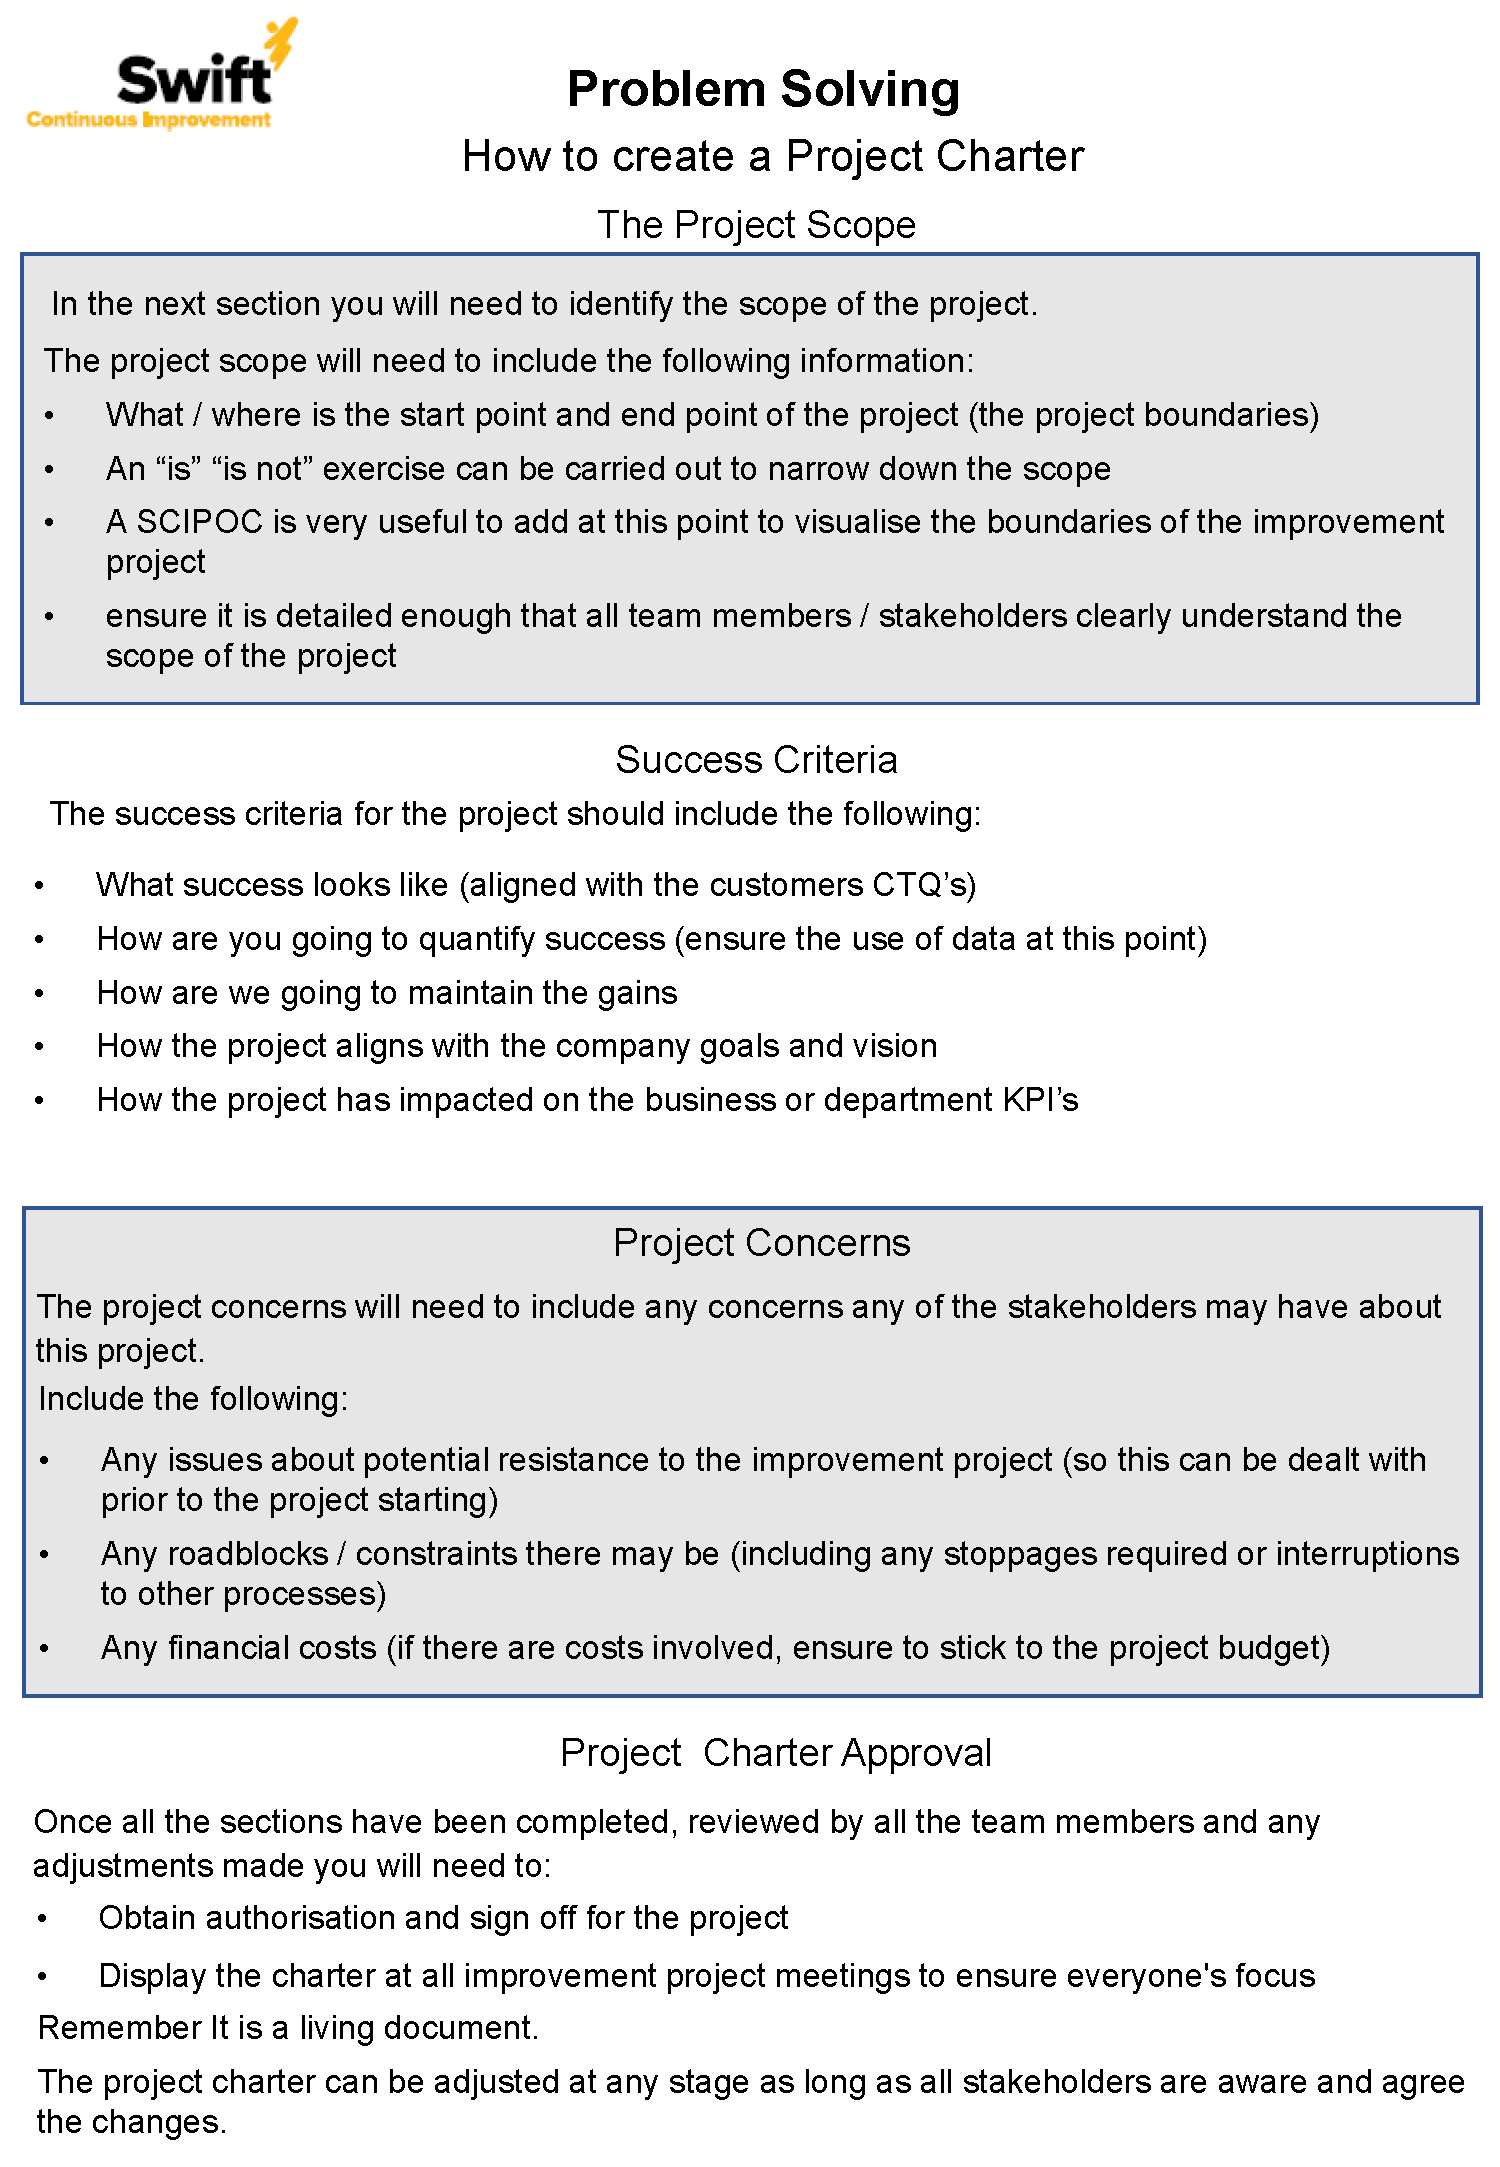 Swift
Continuous Improvement
Problem Solving
How to create a Project Charter
The Project Scope
In the next section you will need to identify the scope of the project.
The project scope will need to include the following information:
• What / where is the start point and end point of the project (the project boundaries)
• An “is” “is not” exercise can be carried out to narrow down the scope
• A SCIPOC is very useful to add at this point to visualise the boundaries of the improvement
project
• ensure it is detailed enough that all team members / stakeholders clearly understand the
scope of the project
Success Criteria
The success criteria for the project should include the following:
• What success looks like (aligned with the customers CTQ’s)
• How are you going to quantify success (ensure the use of data at this point)
• How are we going to maintain the gains
• How the project aligns with the company goals and vision
• How the project has impacted on the business or department KPI’s
Project Concerns
The project concerns will need to include any concerns any of the stakeholders may have about
this project.
Include the following:
• Any issues about potential resistance to the improvement project (so this can be dealt with
prior to the project starting)
• Any roadblocks / constraints there may be (including any stoppages required or interruptions
to other processes)
• Any financial costs (if there are costs involved, ensure to stick to the project budget)
Project Charter Approval
Once all the sections have been completed, reviewed by all the team members and any
adjustments made you will need to:
• Obtain authorisation and sign off for the project
• Display the charter at all improvement project meetings to ensure everyone's focus
Remember It is a living document.
The project charter can be adjusted at any stage as long as all stakeholders are aware and agree
the changes.